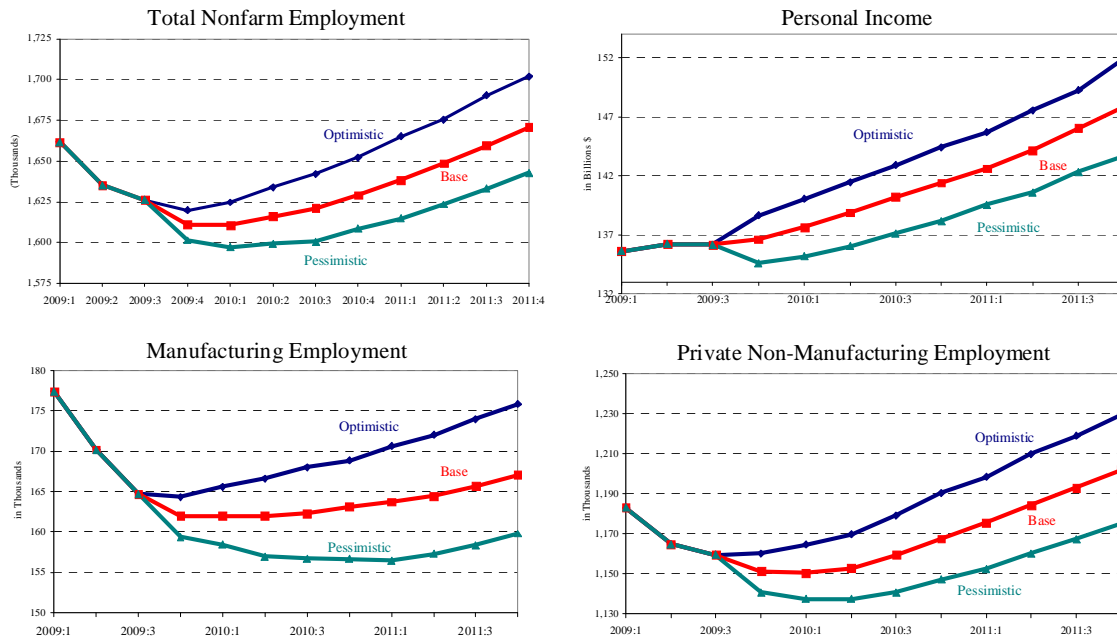 Total Nonfarm Employment
1,725
1,700
1,675
1,650
1,625
1,600
1,575
(Thousands)
Optimistic
Base
Pessimistic
2009:1 2009:2 2009:3 2009:4 2010:1 2010:2 2010:3 2010:4 2011:1 2011:2 2011:3 2011:4
Personal Income
152
147
142
137
132
in Billions $
Optimistic
Base
Pessimistic
2009:1 2009:3 2010:1 2010:3 2011:1 2011:3
Manufacturing Employment
180
175
170
165
160
155
150
in Thousands
Optimistic
Base
Pessimistic
2009:1 2009:3 2010:1 2010:3 2011:1 2011:3
Private Non-Manufacturing Employment
1,250
1,230
1,210
1,190
1,170
1,150
1,130
in Thousands
Optimistic
Base
Pessimistic
2009:1 2009:3 2010:1 2010:3 2011:1 2011:3